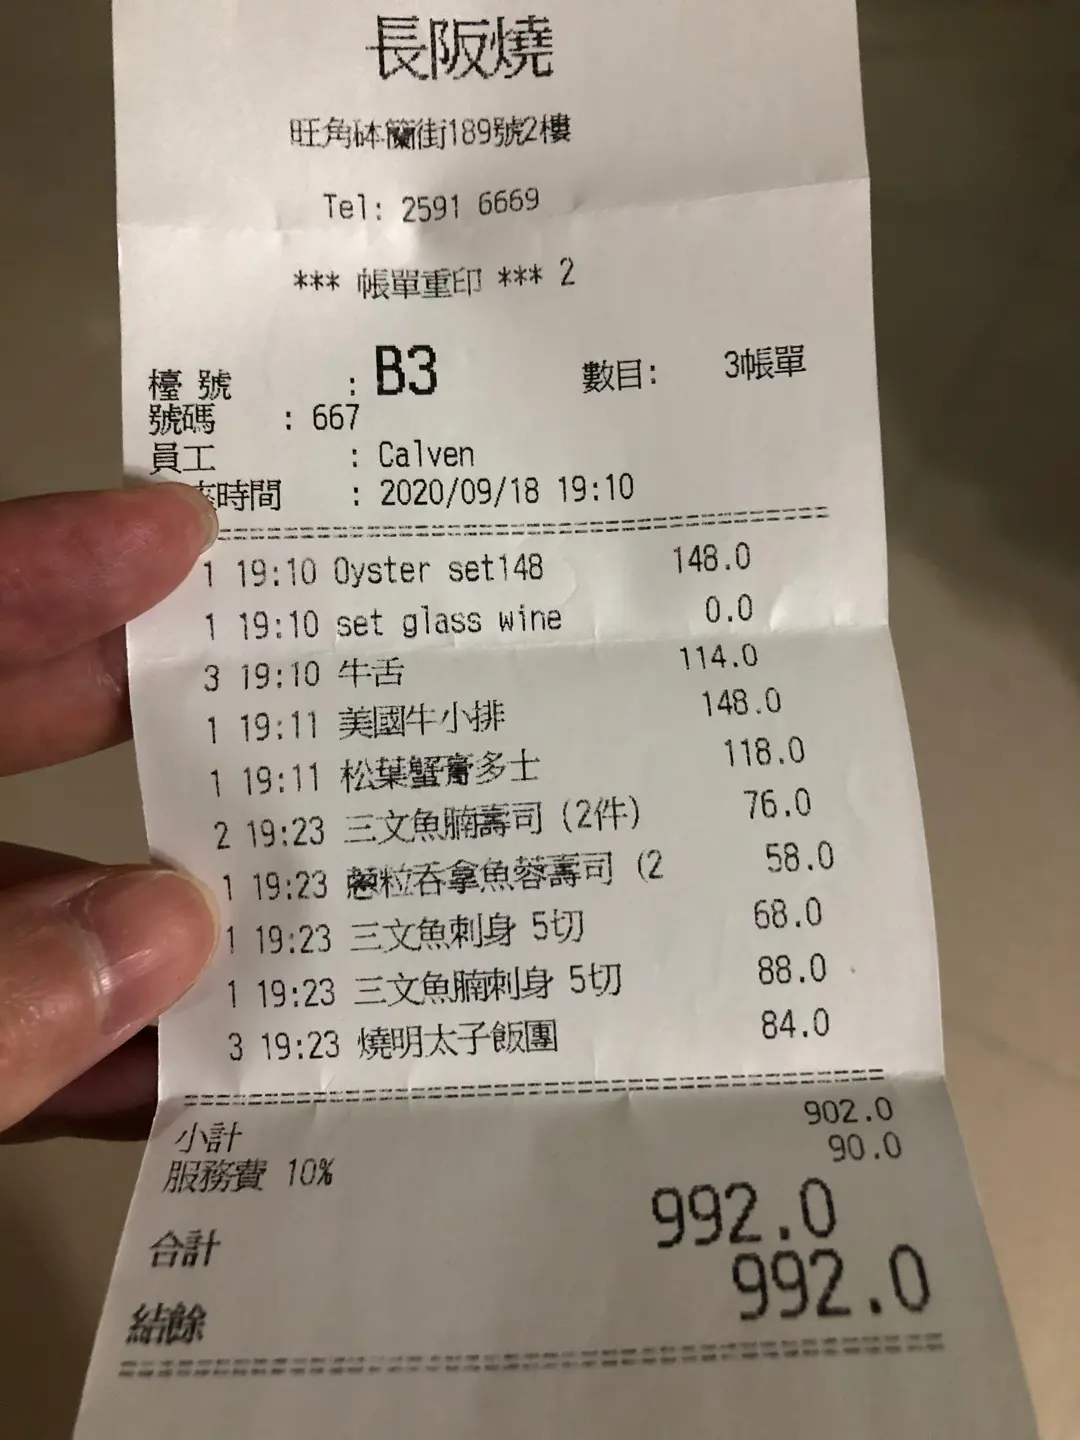 長阪燒
旺角砵蘭街189號2樓
Tel: 2591 6669
*** 帳單重印 *** 2
檯 號 : B3 數目: 3帳單
號碼 : 667
員工 : Calven
時間 : 2020/09/18 19:10
1 19:10 Oyster set148 148.0
1 19:10 set glass wine 0.0
3 19:10 牛舌 114.0
1 19:11 美國牛小排 148.0
1 19:11 松葉蟹膏多士 118.0
2 19:23 三文魚腩壽司 (2件) 76.0
1 19:23 蔥粒吞拿魚蓉壽司 (2 58.0
1 19:23 三文魚刺身 5切 68.0
1 19:23 三文魚腩刺身 5切 88.0
3 19:23 燒明太子飯團 84.0
小計 902.0
服務費 10% 90.0
合計 992.0
結餘 992.0